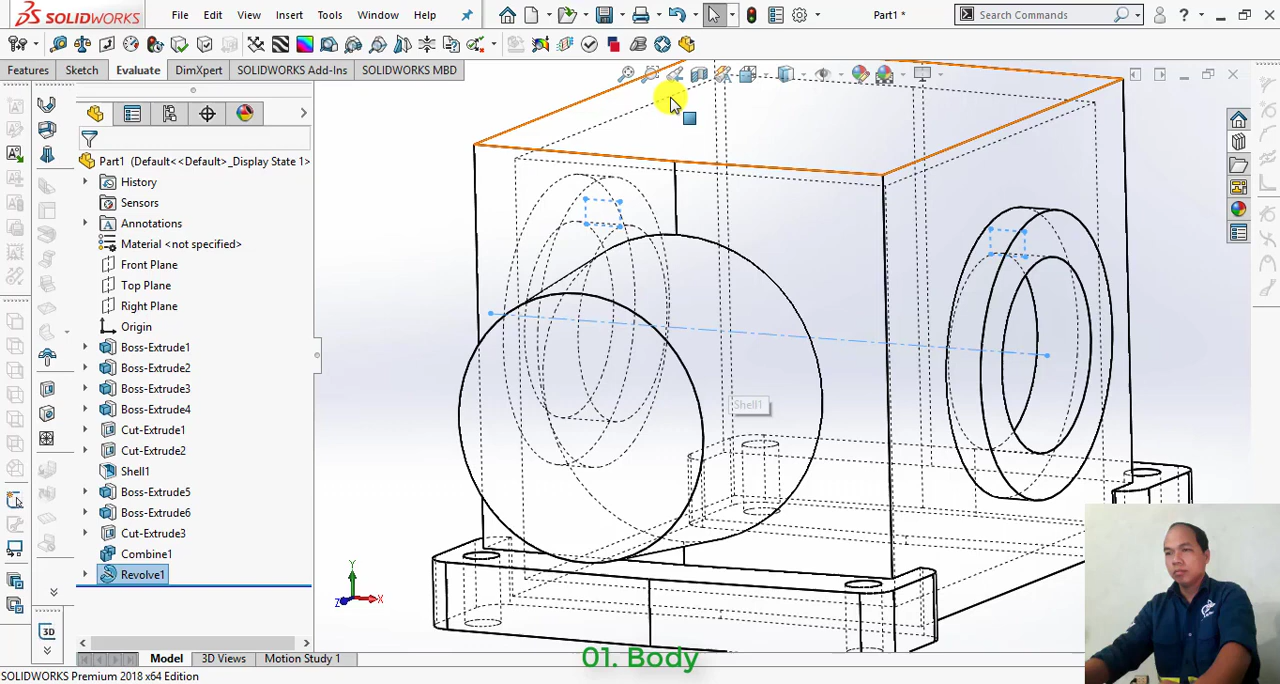 SOLIDWORKS
File
Edit
View
Insert
Tools
Window
Help
Part1 *
Search Commands
?
Features
Sketch
Evaluate
DimXpert
SOLIDWORKS Add-Ins
SOLIDWORKS MBD
Part1 (Default<<Default>_Display State 1>)
History
Sensors
Annotations
Material <not specified>
Front Plane
Top Plane
Right Plane
Origin
Boss-Extrude1
Boss-Extrude2
Boss-Extrude3
Boss-Extrude4
Cut-Extrude1
Cut-Extrude2
Shell1
Boss-Extrude5
Boss-Extrude6
Cut-Extrude3
Combine1
Revolve1
Shell1
Y
Z
X
3D
Model
3D Views
Motion Study 1
01. Body
SOLIDWORKS Premium 2018 x64 Edition